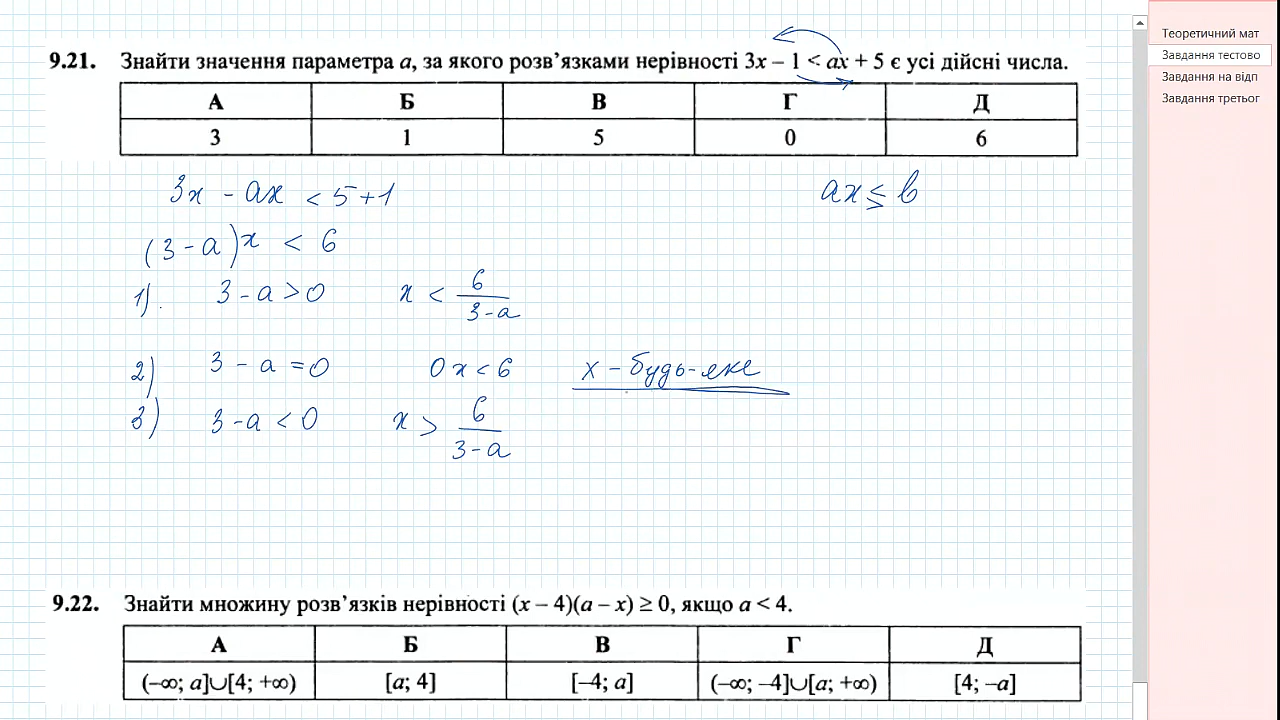 9.21. Знайти значення параметра a, за якого розв’язками нерівності 3x – 1 < ax + 5 є усі дійсні числа.
А Б В Г Д
3 1 5 0 6
3x - ax < 5+1
ax ≤ b
(3-a)x < 6
1). 3-a>0 x < 6/(3-a)
2) 3-a=0 0x<6 x - будь-яке
3) 3-a<0 x > 6/(3-a)
9.22. Знайти множину розв’язків нерівності (x – 4)(a – x) ≥ 0, якщо a < 4.
А Б В Г Д
(–∞; a]∪[4; +∞) [a; 4] [–4; a] (–∞; –4]∪[a; +∞) [4; –a]
Теоретичний мат
Завдання тестово
Завдання на відп
Завдання третьог